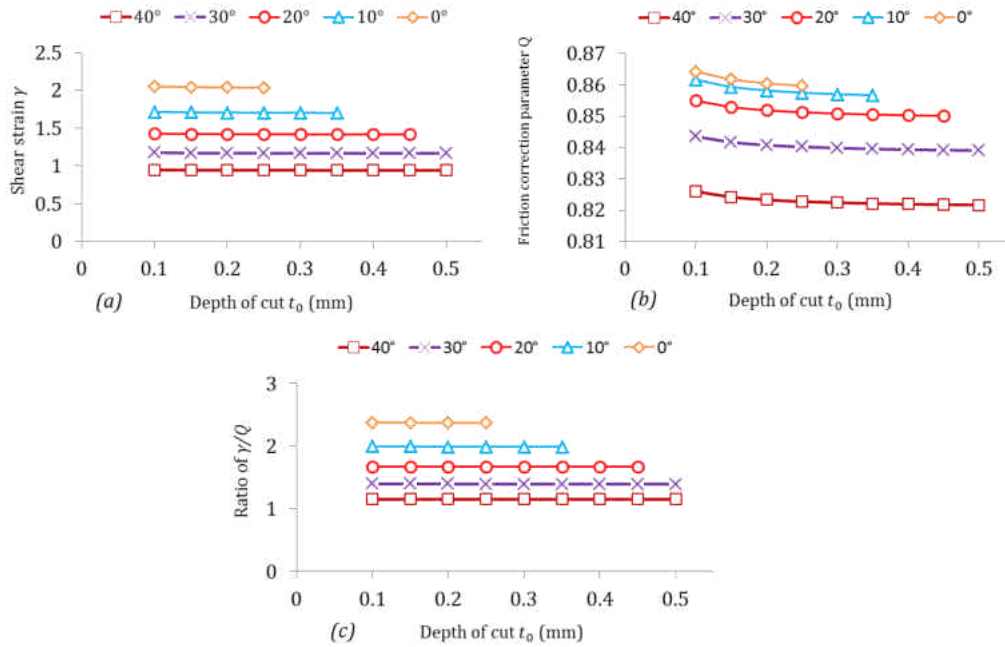 40° 30° 20° 10° 0°
2.5
2
1.5
1
0.5
0
Shear strain γ
0 0.1 0.2 0.3 0.4 0.5
(a) Depth of cut t₀ (mm)
40° 30° 20° 10° 0°
0.87
0.86
0.85
0.84
0.83
0.82
0.81
Friction correction parameter Q
0 0.1 0.2 0.3 0.4 0.5
(b) Depth of cut t₀ (mm)
40° 30° 20° 10° 0°
3
2
1
0
Ratio of γ/Q
0 0.1 0.2 0.3 0.4 0.5
(c) Depth of cut t₀ (mm)